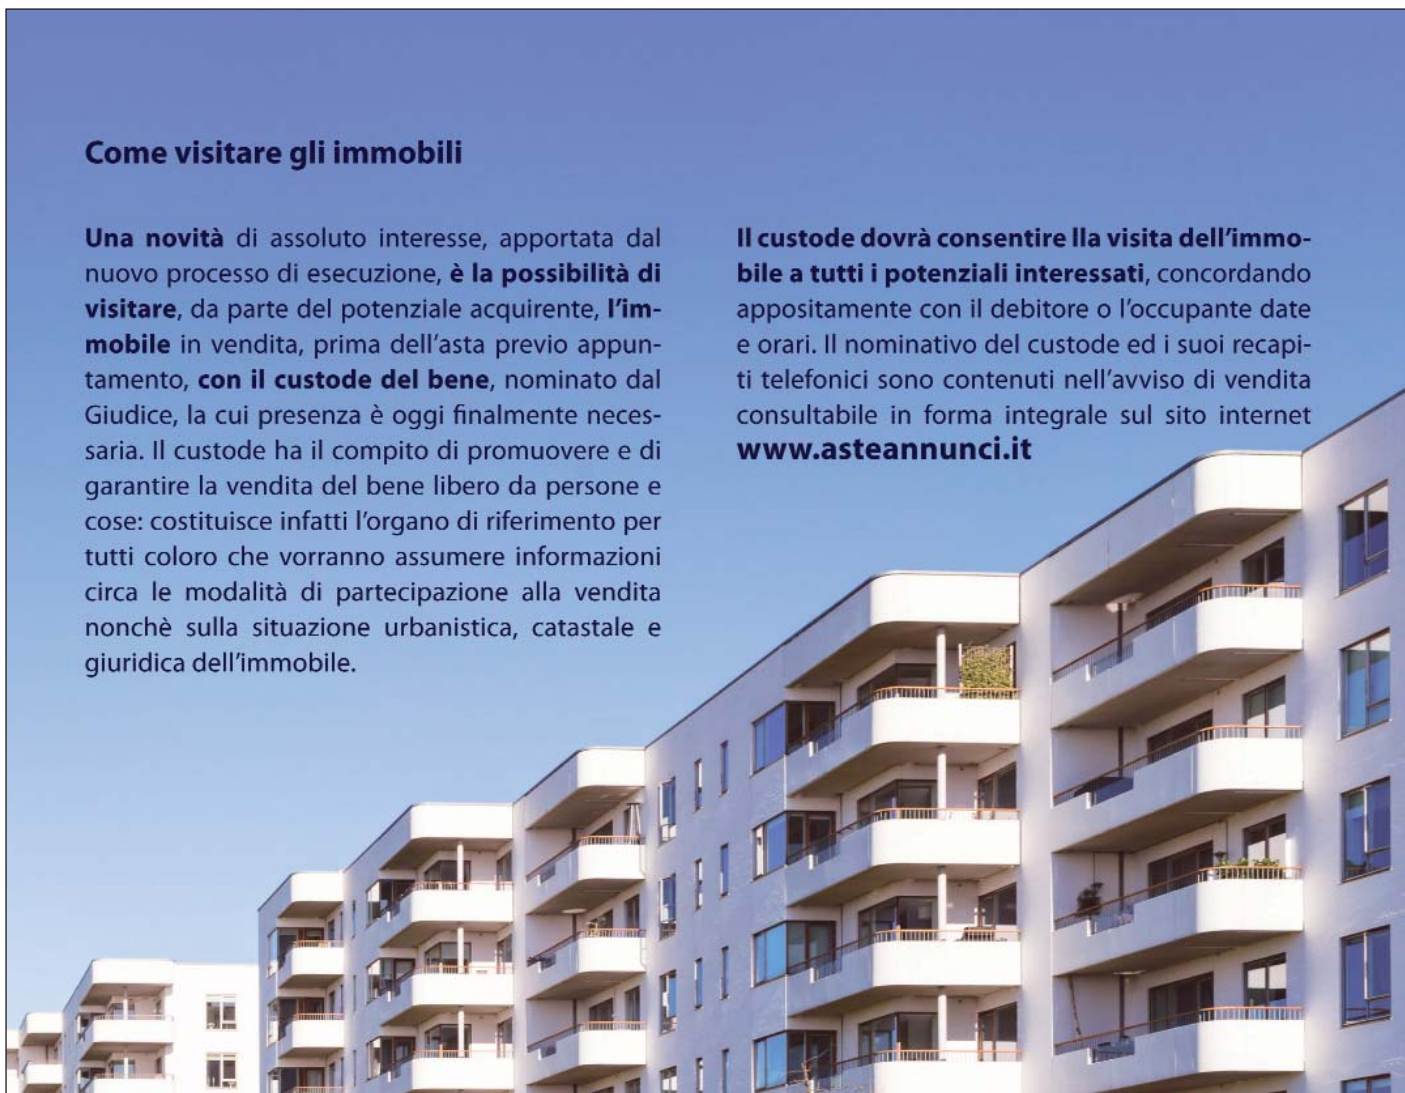 Come visitare gli immobili
Una novità di assoluto interesse, apportata dal
nuovo processo di esecuzione, è la possibilità di
visitare, da parte del potenziale acquirente, l'im-
mobile in vendita, prima dell'asta previo appun-
tamento, con il custode del bene, nominato dal
Giudice, la cui presenza è oggi finalmente neces-
saria. Il custode ha il compito di promuovere e di
garantire la vendita del bene libero da persone e
cose: costituisce infatti l'organo di riferimento per
tutti coloro che vorranno assumere informazioni
circa le modalità di partecipazione alla vendita
nonchè sulla situazione urbanistica, catastale e
giuridica dell'immobile.
Il custode dovrà consentire lla visita dell'immo-
bile a tutti i potenziali interessati, concordando
appositamente con il debitore o l'occupante date
e orari. Il nominativo del custode ed i suoi recapi-
ti telefonici sono contenuti nell'avviso di vendita
consultabile in forma integrale sul sito internet
www.asteannunci.it